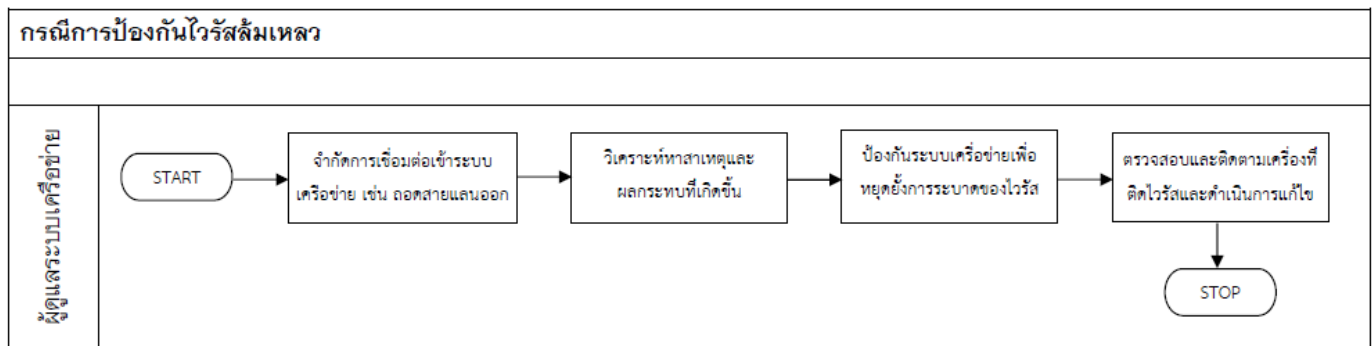 กรณีการป้องกันไวรัสล้มเหลว
ผู้ดูแลระบบเครือข่าย
START
จำกัดการเชื่อมต่อเข้าระบบ
เครือข่าย เช่น ถอดสายแลนออก
วิเคราะห์หาสาเหตุและ
ผลกระทบที่เกิดขึ้น
ป้องกันระบบเครือข่ายเพื่อ
หยุดยั้งการระบาดของไวรัส
ตรวจสอบและติดตามเครื่องที่
ติดไวรัสและดำเนินการแก้ไข
STOP